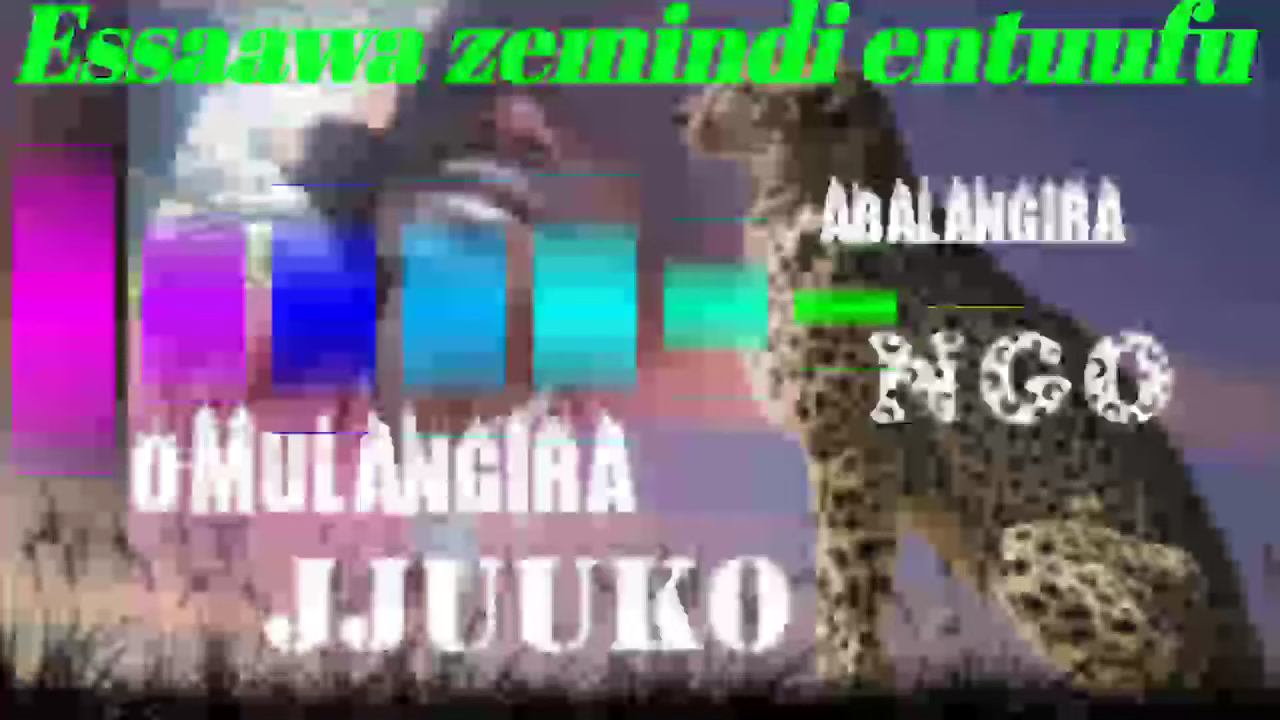 Essaawa zemindi entuufu
ABALANGIRA
NGO
OMULANGIRA
JJUUKO